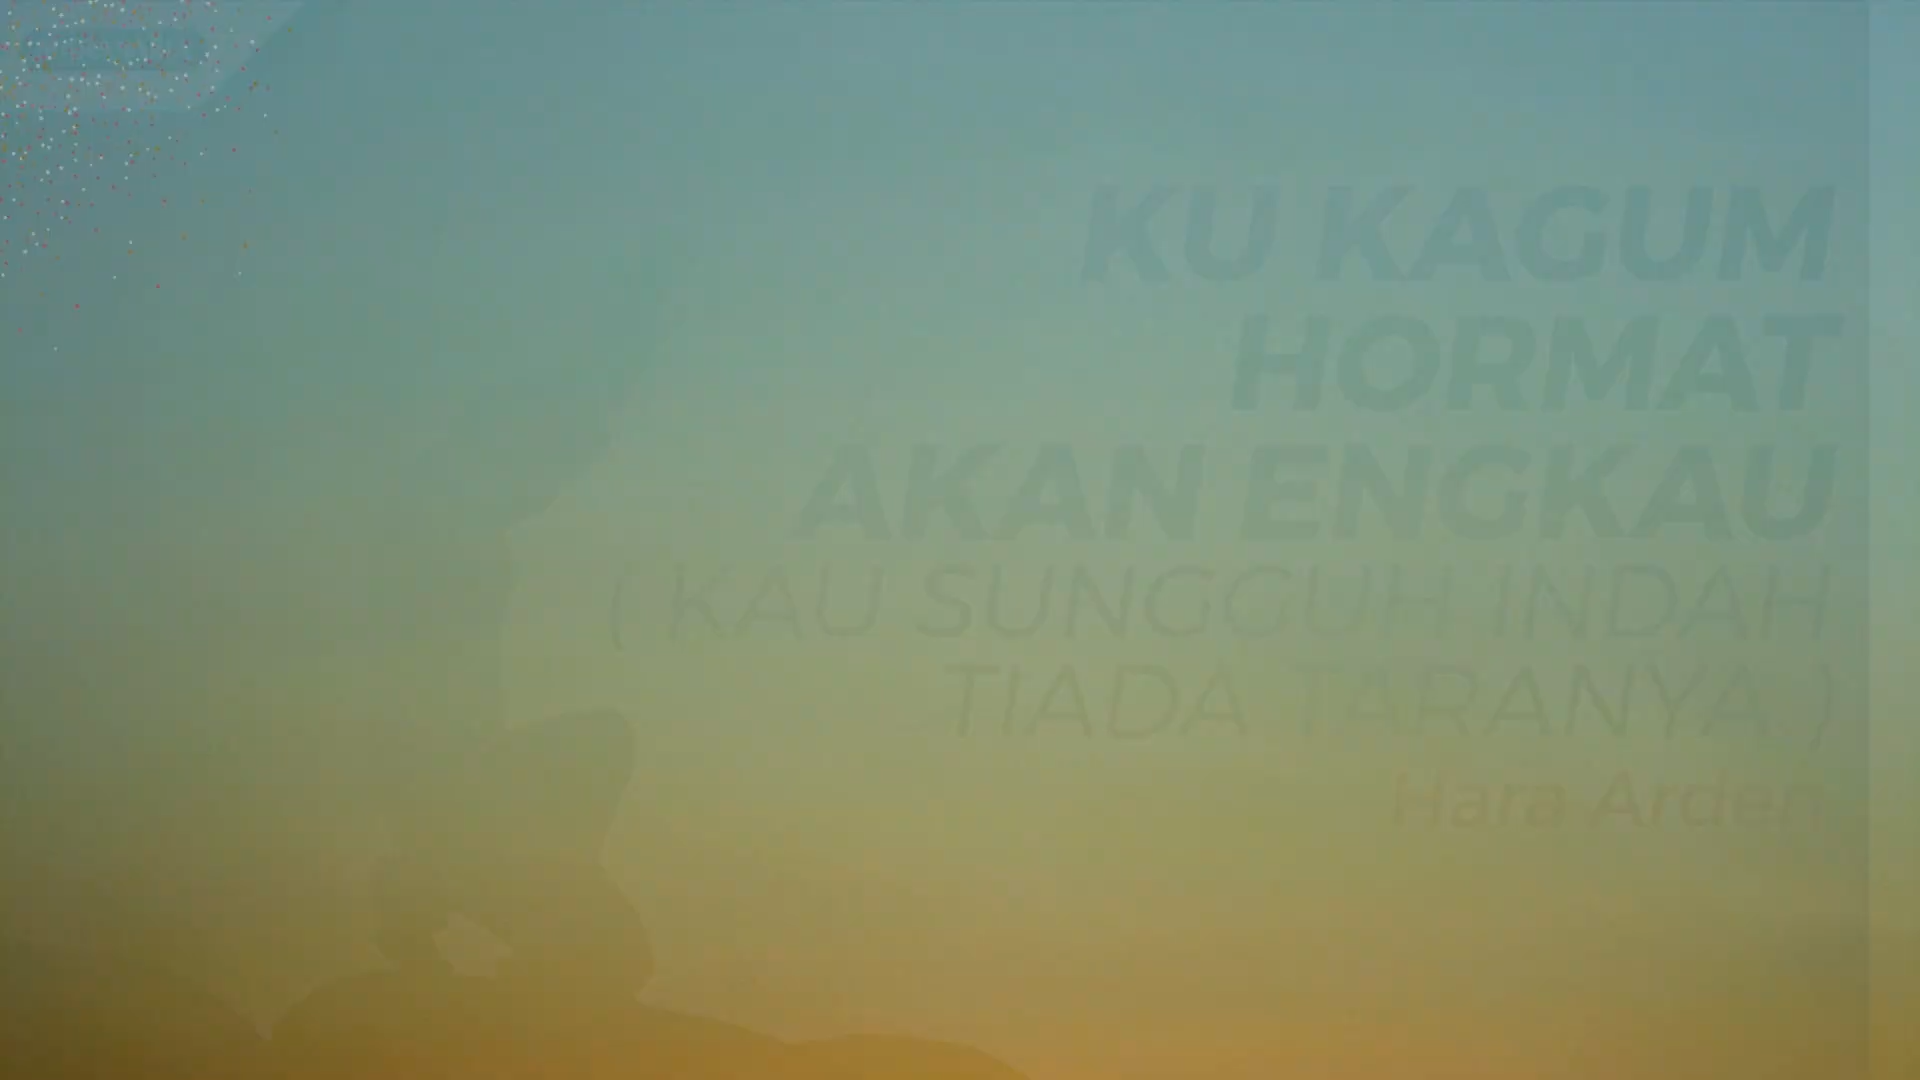 KU KAGUM
HORMAT
AKAN ENGKAU
( KAU SUNGGUH INDAH
TIADA TARANYA )
Hara Arden